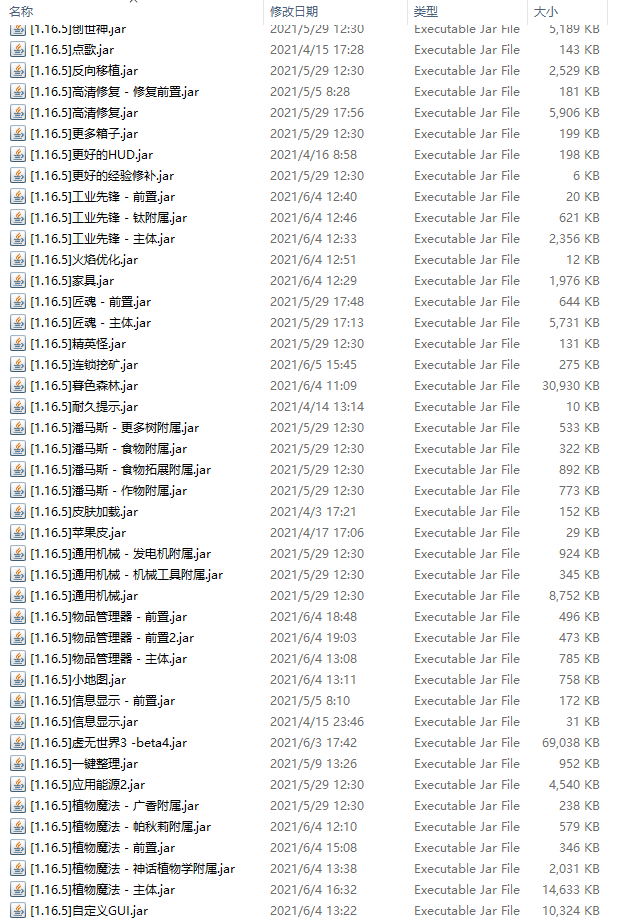 名称 修改日期 类型 大小
[1.16.5]创世神.jar 2021/5/29 12:30 Executable Jar File 5,189 KB
[1.16.5]点歌.jar 2021/4/15 17:28 Executable Jar File 143 KB
[1.16.5]反向移植.jar 2021/5/29 12:30 Executable Jar File 2,529 KB
[1.16.5]高清修复 - 修复前置.jar 2021/5/5 8:28 Executable Jar File 181 KB
[1.16.5]高清修复.jar 2021/5/29 17:56 Executable Jar File 5,906 KB
[1.16.5]更多箱子.jar 2021/5/29 12:30 Executable Jar File 199 KB
[1.16.5]更好的HUD.jar 2021/4/16 8:58 Executable Jar File 198 KB
[1.16.5]更好的经验修补.jar 2021/5/29 12:30 Executable Jar File 6 KB
[1.16.5]工业先锋 - 前置.jar 2021/6/4 12:40 Executable Jar File 20 KB
[1.16.5]工业先锋 - 钛附属.jar 2021/6/4 12:46 Executable Jar File 621 KB
[1.16.5]工业先锋 - 主体.jar 2021/6/4 12:33 Executable Jar File 2,356 KB
[1.16.5]火焰优化.jar 2021/6/4 12:51 Executable Jar File 12 KB
[1.16.5]家具.jar 2021/6/4 12:29 Executable Jar File 1,976 KB
[1.16.5]匠魂 - 前置.jar 2021/5/29 17:48 Executable Jar File 644 KB
[1.16.5]匠魂 - 主体.jar 2021/5/29 17:13 Executable Jar File 5,731 KB
[1.16.5]精英怪.jar 2021/5/29 12:30 Executable Jar File 131 KB
[1.16.5]连锁挖矿.jar 2021/6/5 15:45 Executable Jar File 275 KB
[1.16.5]暮色森林.jar 2021/6/4 11:09 Executable Jar File 30,930 KB
[1.16.5]耐久提示.jar 2021/4/14 13:14 Executable Jar File 10 KB
[1.16.5]潘马斯 - 更多树附属.jar 2021/5/29 12:30 Executable Jar File 533 KB
[1.16.5]潘马斯 - 食物附属.jar 2021/5/29 12:30 Executable Jar File 322 KB
[1.16.5]潘马斯 - 食物拓展附属.jar 2021/5/29 12:30 Executable Jar File 892 KB
[1.16.5]潘马斯 - 作物附属.jar 2021/5/29 12:30 Executable Jar File 773 KB
[1.16.5]皮肤加载.jar 2021/4/3 17:21 Executable Jar File 152 KB
[1.16.5]苹果皮.jar 2021/4/17 17:06 Executable Jar File 29 KB
[1.16.5]通用机械 - 发电机附属.jar 2021/5/29 12:30 Executable Jar File 924 KB
[1.16.5]通用机械 - 机械工具附属.jar 2021/5/29 12:30 Executable Jar File 345 KB
[1.16.5]通用机械.jar 2021/5/29 12:30 Executable Jar File 8,752 KB
[1.16.5]物品管理器 - 前置.jar 2021/6/4 18:48 Executable Jar File 496 KB
[1.16.5]物品管理器 - 前置2.jar 2021/6/4 19:03 Executable Jar File 473 KB
[1.16.5]物品管理器 - 主体.jar 2021/6/4 13:08 Executable Jar File 785 KB
[1.16.5]小地图.jar 2021/6/4 13:11 Executable Jar File 758 KB
[1.16.5]信息显示 - 前置.jar 2021/5/5 8:10 Executable Jar File 172 KB
[1.16.5]信息显示.jar 2021/4/15 23:46 Executable Jar File 31 KB
[1.16.5]虚无世界3 -beta4.jar 2021/6/3 17:42 Executable Jar File 69,038 KB
[1.16.5]一键整理.jar 2021/5/9 13:26 Executable Jar File 952 KB
[1.16.5]应用能源2.jar 2021/5/29 12:30 Executable Jar File 4,540 KB
[1.16.5]植物魔法 - 广香附属.jar 2021/5/29 12:30 Executable Jar File 238 KB
[1.16.5]植物魔法 - 帕秋莉附属.jar 2021/6/4 12:10 Executable Jar File 579 KB
[1.16.5]植物魔法 - 前置.jar 2021/6/4 15:08 Executable Jar File 346 KB
[1.16.5]植物魔法 - 神话植物学附属.jar 2021/6/4 13:38 Executable Jar File 2,031 KB
[1.16.5]植物魔法 - 主体.jar 2021/6/4 16:32 Executable Jar File 14,633 KB
[1.16.5]自定义GUI.jar 2021/6/4 13:22 Executable Jar File 10,324 KB